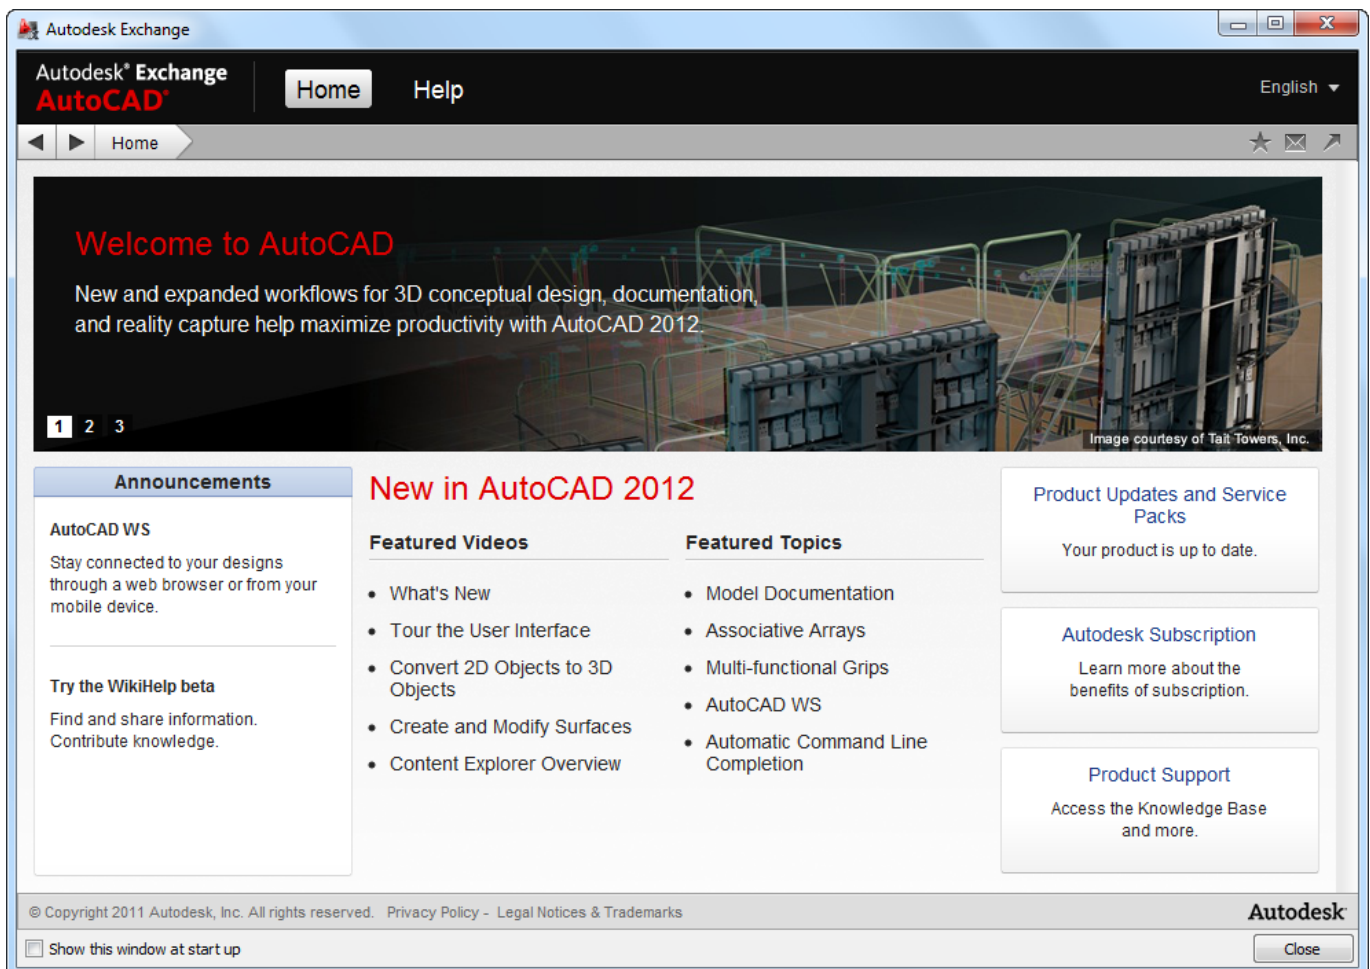 Autodesk Exchange
Autodesk® Exchange
AutoCAD®
Home
Help
English
Home
Welcome to AutoCAD
New and expanded workflows for 3D conceptual design, documentation,
and reality capture help maximize productivity with AutoCAD 2012.
1 2 3
Image courtesy of Tait Towers, Inc.
Announcements
AutoCAD WS
Stay connected to your designs
through a web browser or from your
mobile device.
Try the WikiHelp beta
Find and share information.
Contribute knowledge.
New in AutoCAD 2012
Featured Videos
• What's New
• Tour the User Interface
• Convert 2D Objects to 3D
Objects
• Create and Modify Surfaces
• Content Explorer Overview
Featured Topics
• Model Documentation
• Associative Arrays
• Multi-functional Grips
• AutoCAD WS
• Automatic Command Line
Completion
Product Updates and Service
Packs
Your product is up to date.
Autodesk Subscription
Learn more about the
benefits of subscription.
Product Support
Access the Knowledge Base
and more.
© Copyright 2011 Autodesk, Inc. All rights reserved. Privacy Policy - Legal Notices & Trademarks
Autodesk
Show this window at start up
Close